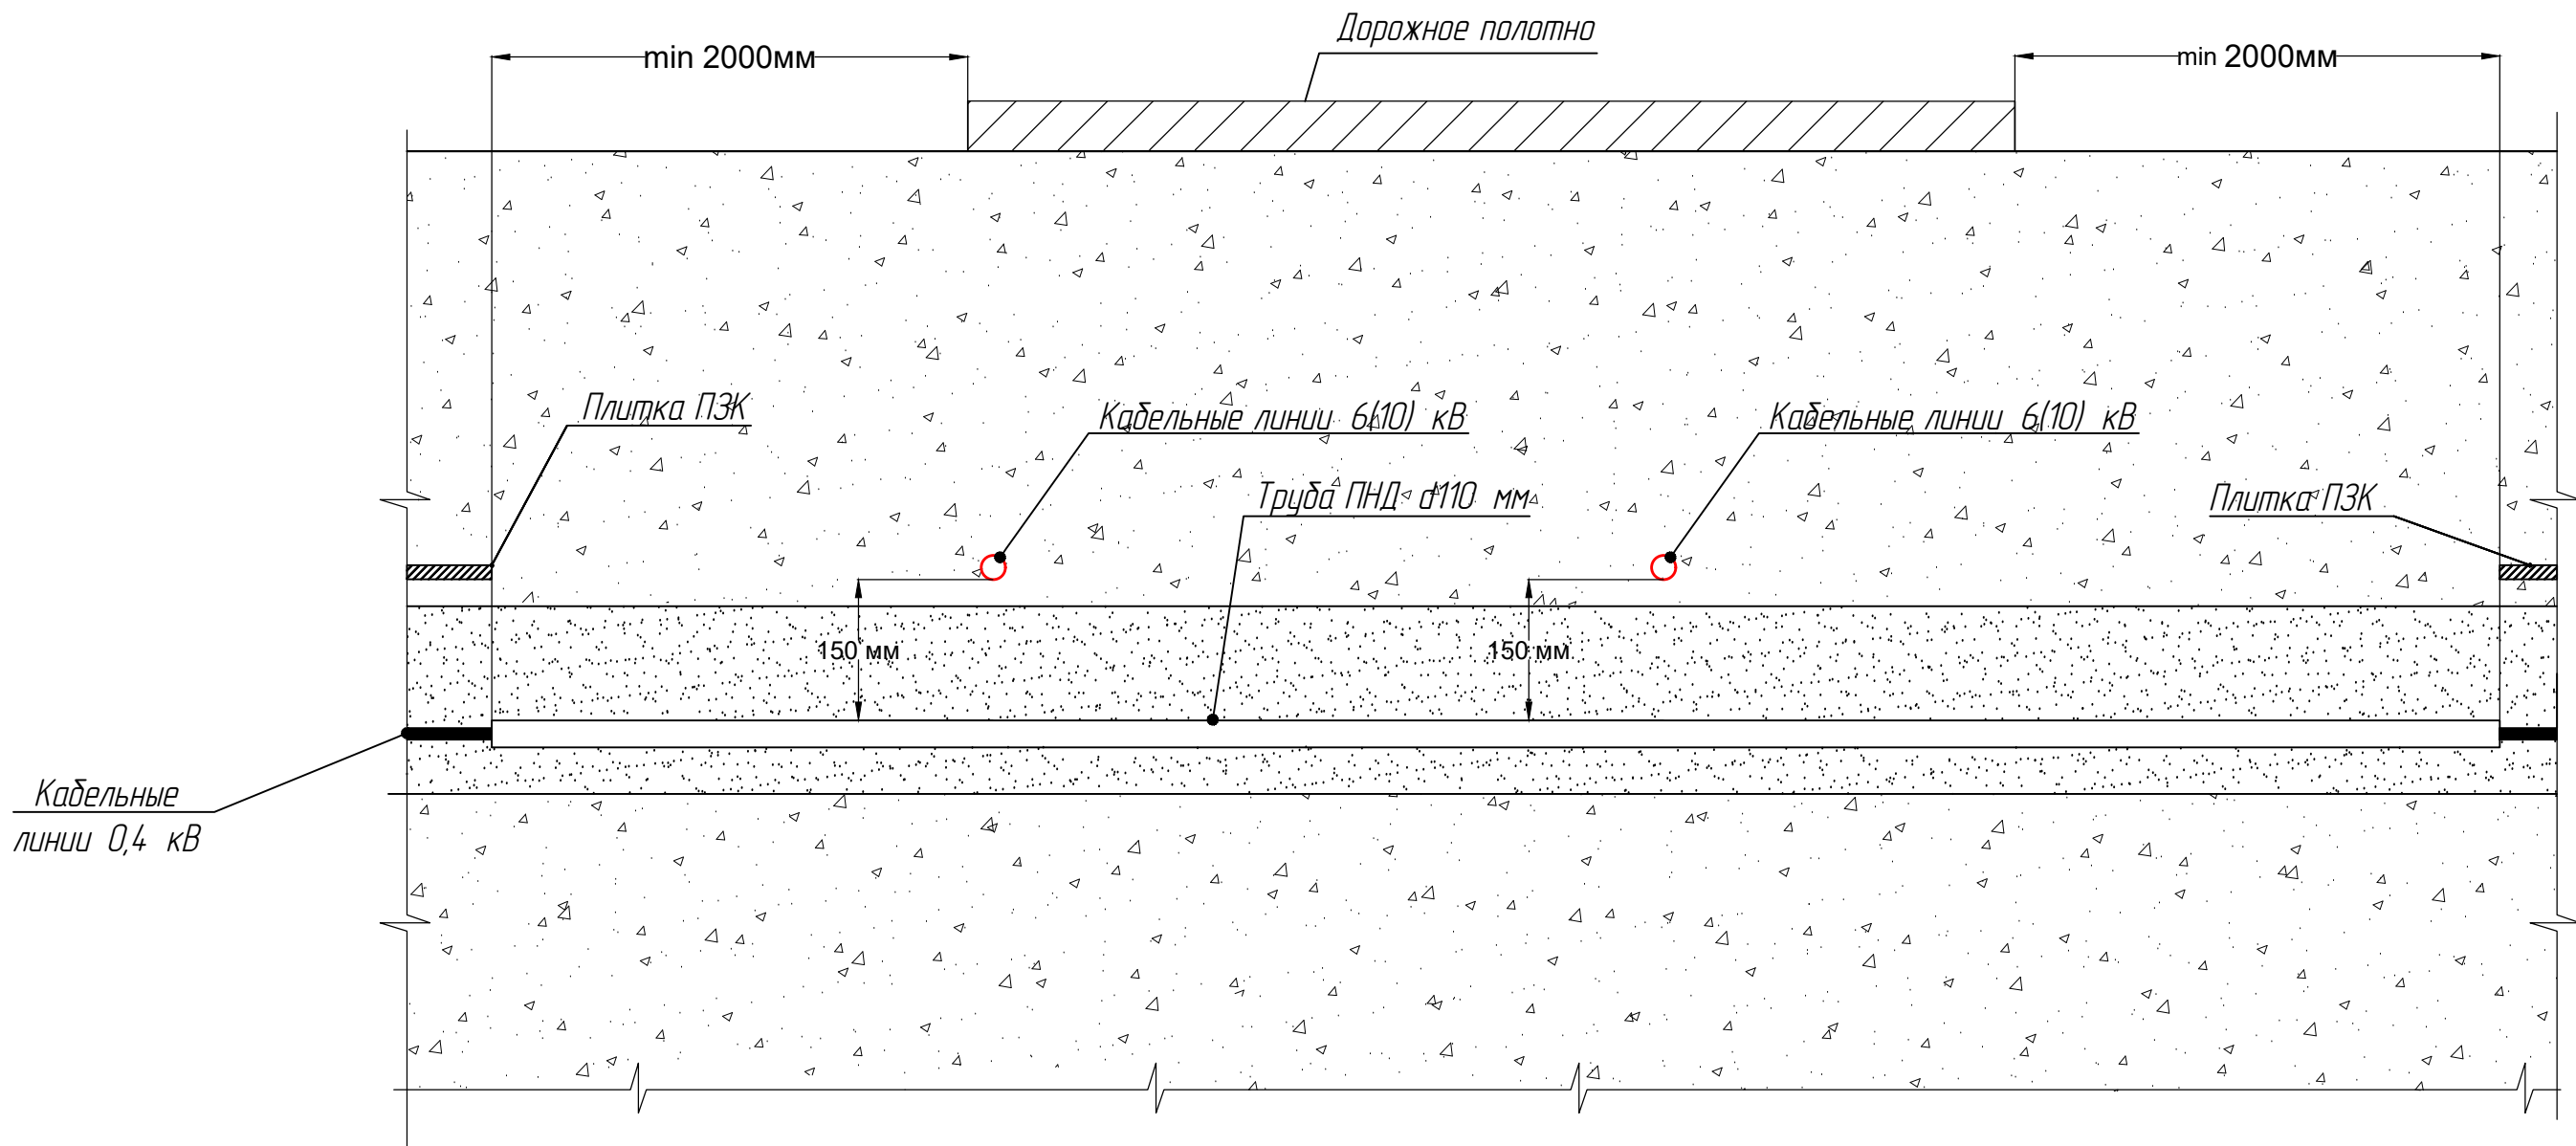 Дорожное полотно
min 2000мм
min 2000мм
Плитка ПЗК
Кабельные линии 6(10) кВ
Кабельные линии 6(10) кВ
Труба ПНД d110 мм
Плитка ПЗК
150 мм
150 мм
Кабельные
линии 0,4 кВ